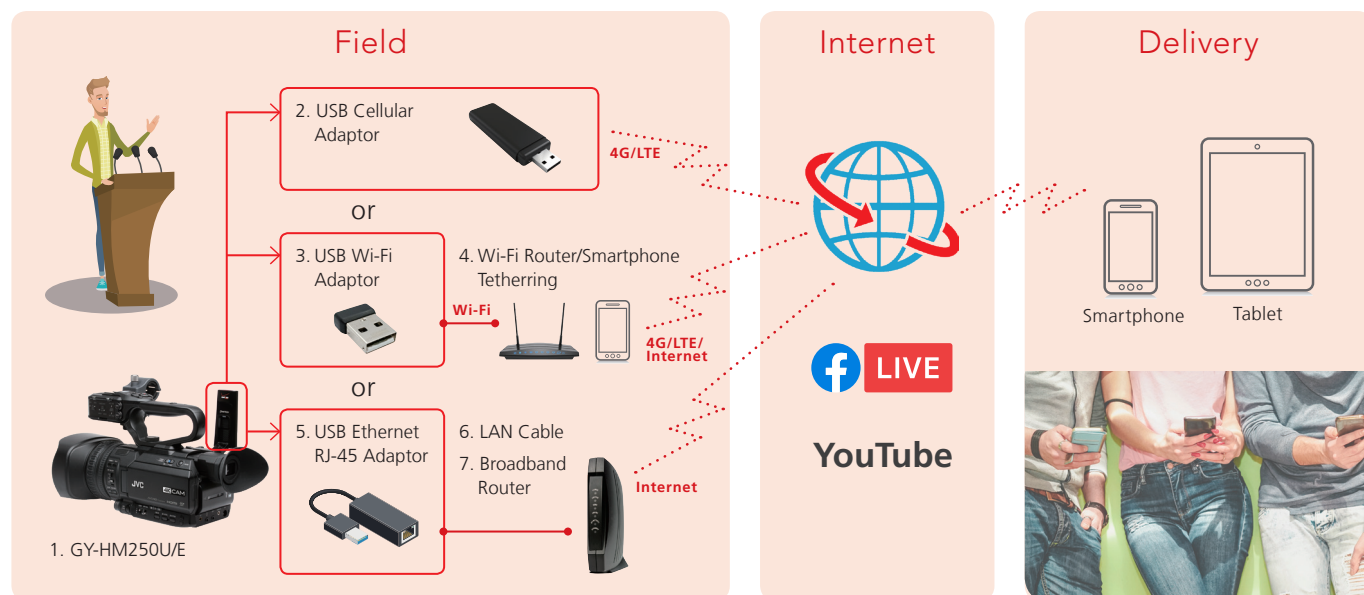 Field
2. USB Cellular
Adaptor
4G/LTE
or
3. USB Wi-Fi
Adaptor
4. Wi-Fi Router/Smartphone
Tetherring
Wi-Fi
4G/LTE/
Internet
or
5. USB Ethernet
RJ-45 Adaptor
6. LAN Cable
7. Broadband
Router
Internet
JVC
4KCAM
1. GY-HM250U/E
Internet
f LIVE
YouTube
Delivery
Smartphone
Tablet